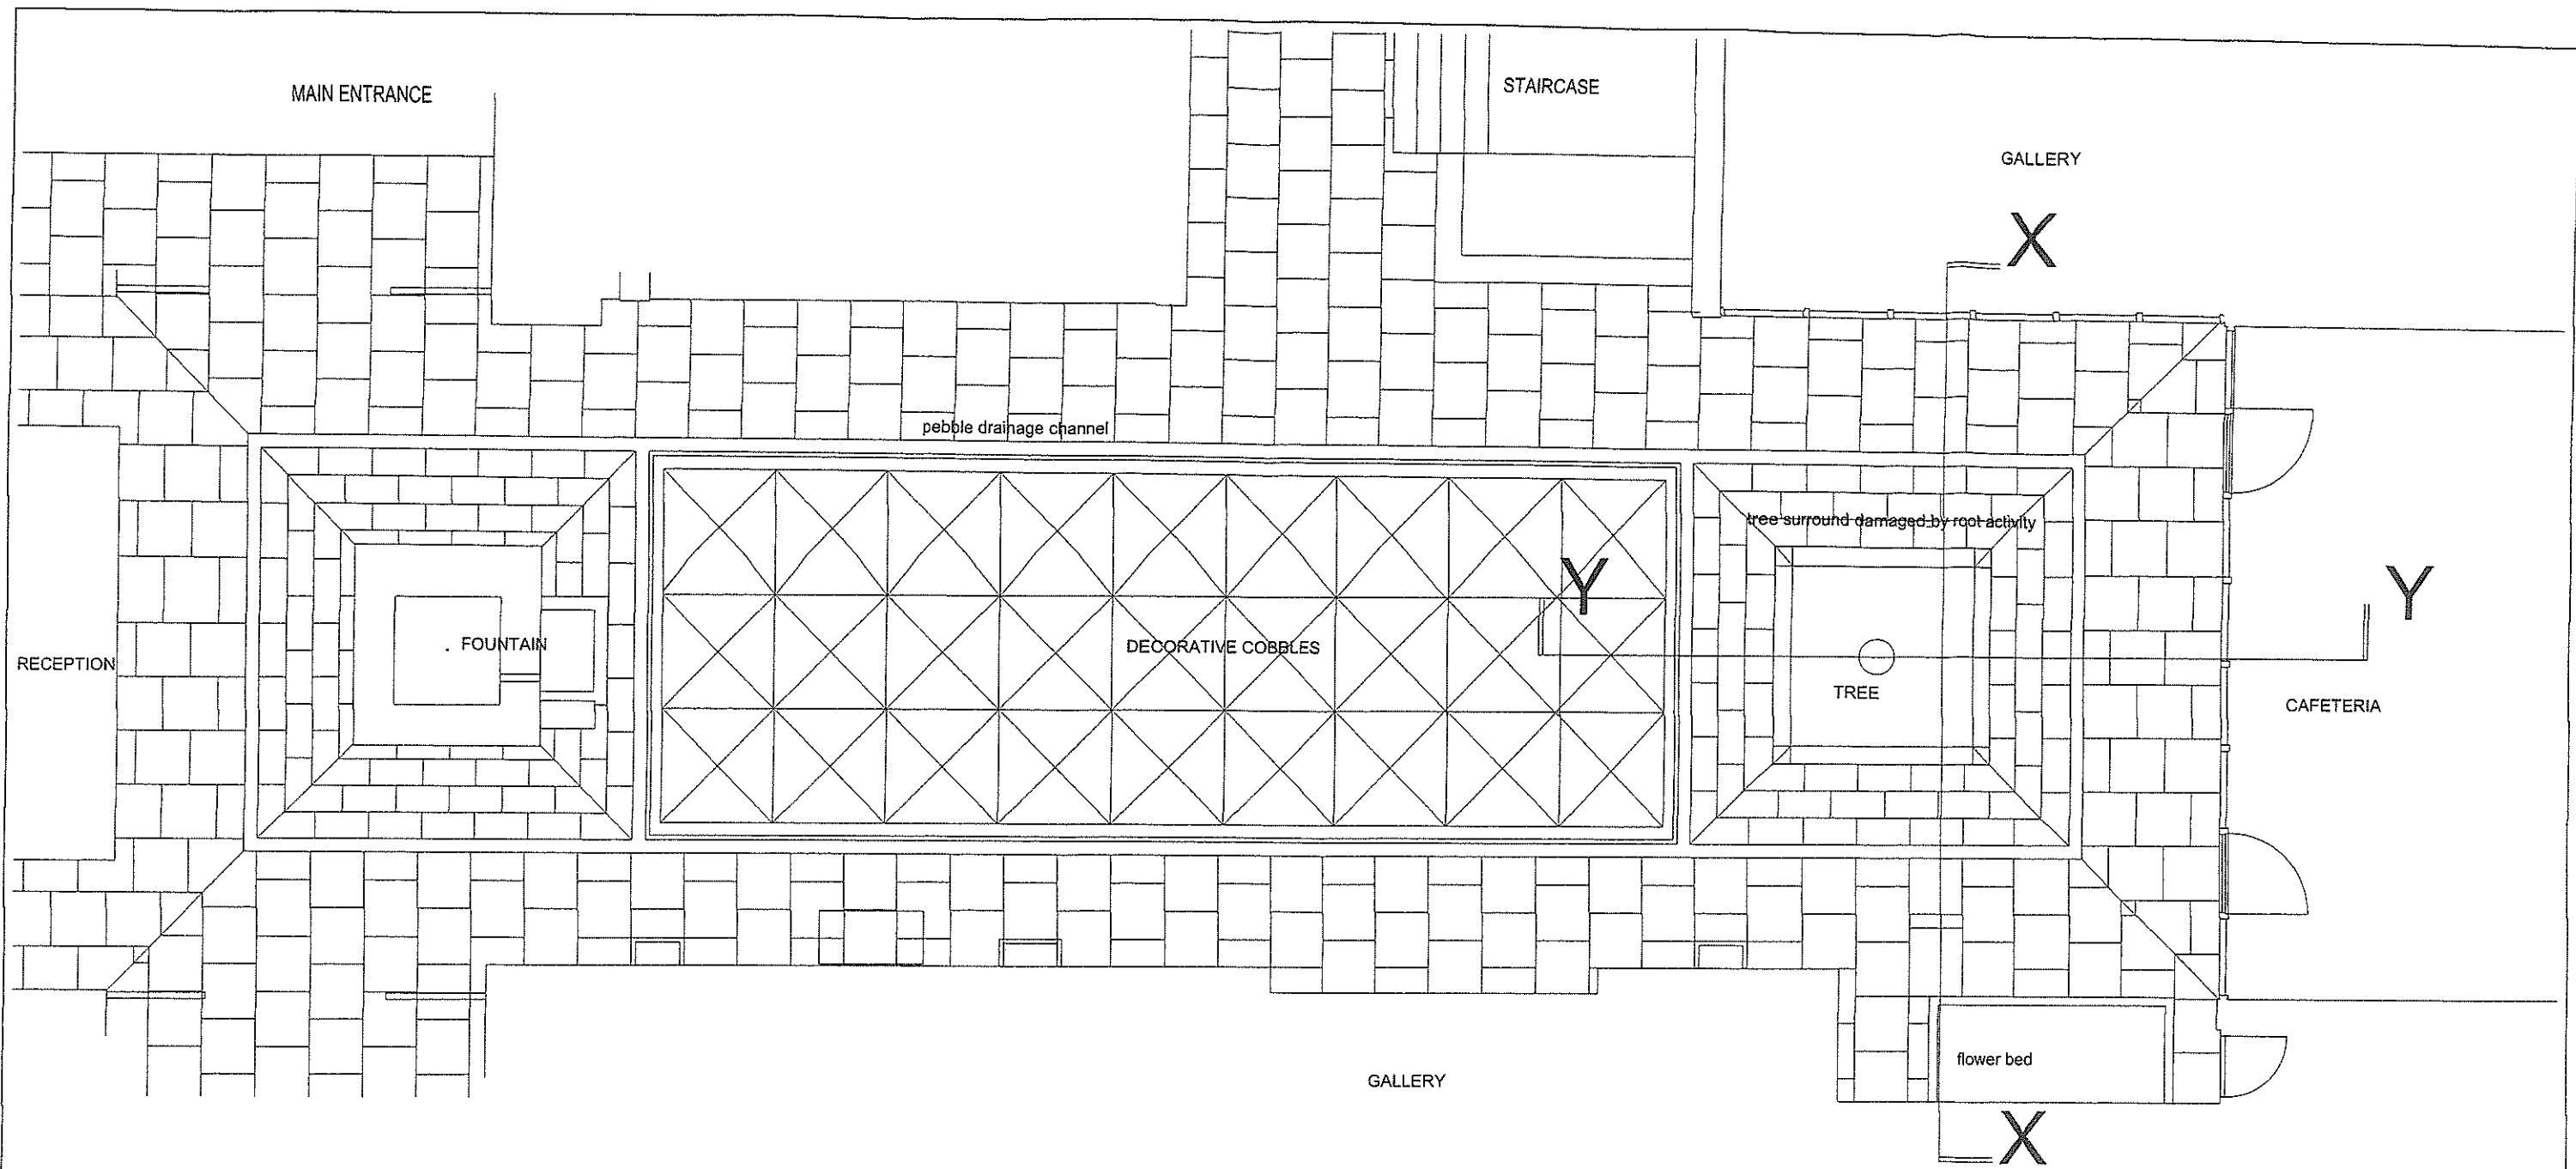 MAIN ENTRANCE
STAIRCASE
GALLERY
X
pebble drainage channel
tree surround damaged by root activity
Y
Y
RECEPTION
FOUNTAIN
DECORATIVE COBBLES
TREE
CAFETERIA
flower bed
GALLERY
X